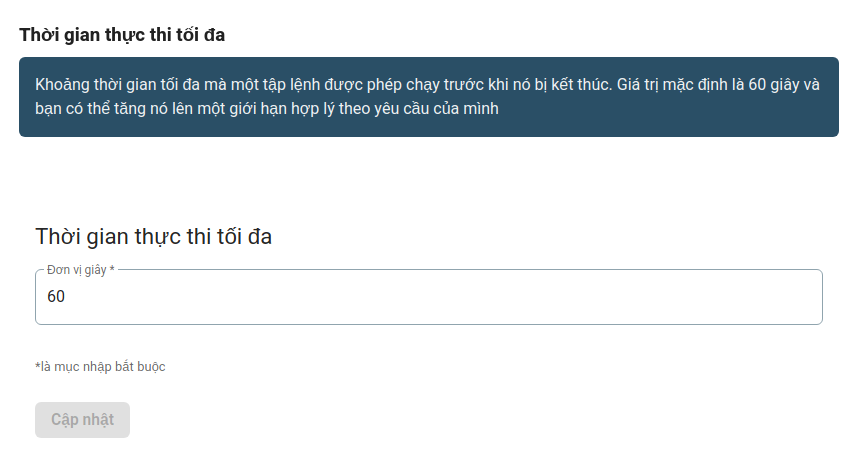 Thời gian thực thi tối đa
Khoảng thời gian tối đa mà một tập lệnh được phép chạy trước khi nó bị kết thúc. Giá trị mặc định là 60 giây và
bạn có thể tăng nó lên một giới hạn hợp lý theo yêu cầu của mình
Thời gian thực thi tối đa
Đơn vị giây *
60
*là mục nhập bắt buộc
Cập nhật